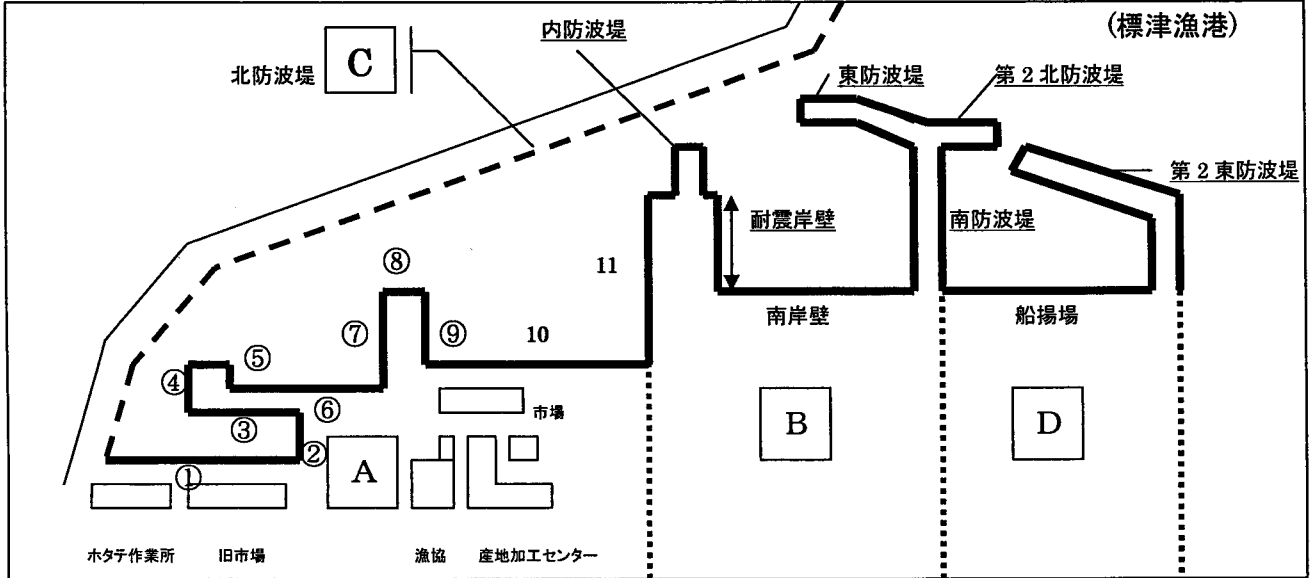 (標津漁港)
内防波堤
北防波堤
C
東防波堤
第2北防波堤
第2東防波堤
耐震岸壁
南防波堤
⑧
11
⑦
⑨
10
南岸壁
船揚場
⑤
④
⑥
③
市場
B
D
②
①
A
ホタテ作業所
旧市場
漁協
産地加工センター